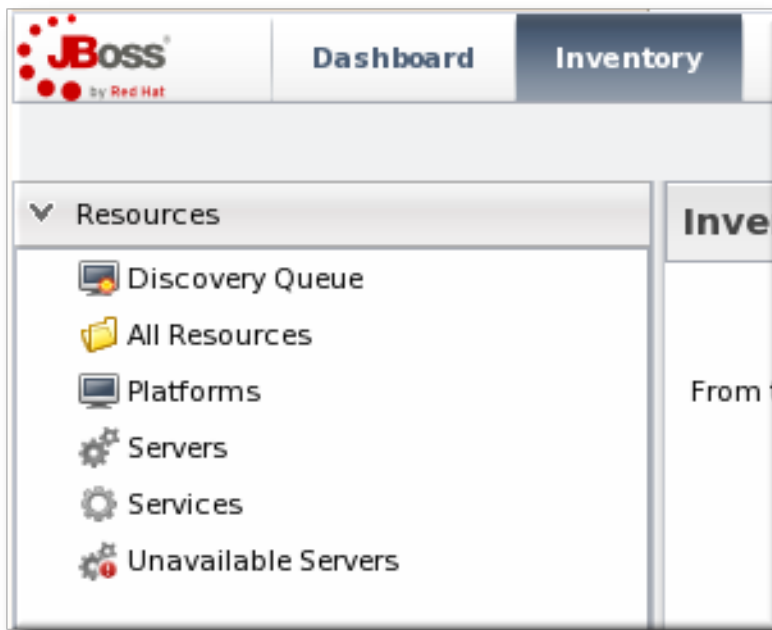 JBoss
by Red Hat
Dashboard
Inventory
Resources
Inve
Discovery Queue
All Resources
Platforms
From
Servers
Services
Unavailable Servers